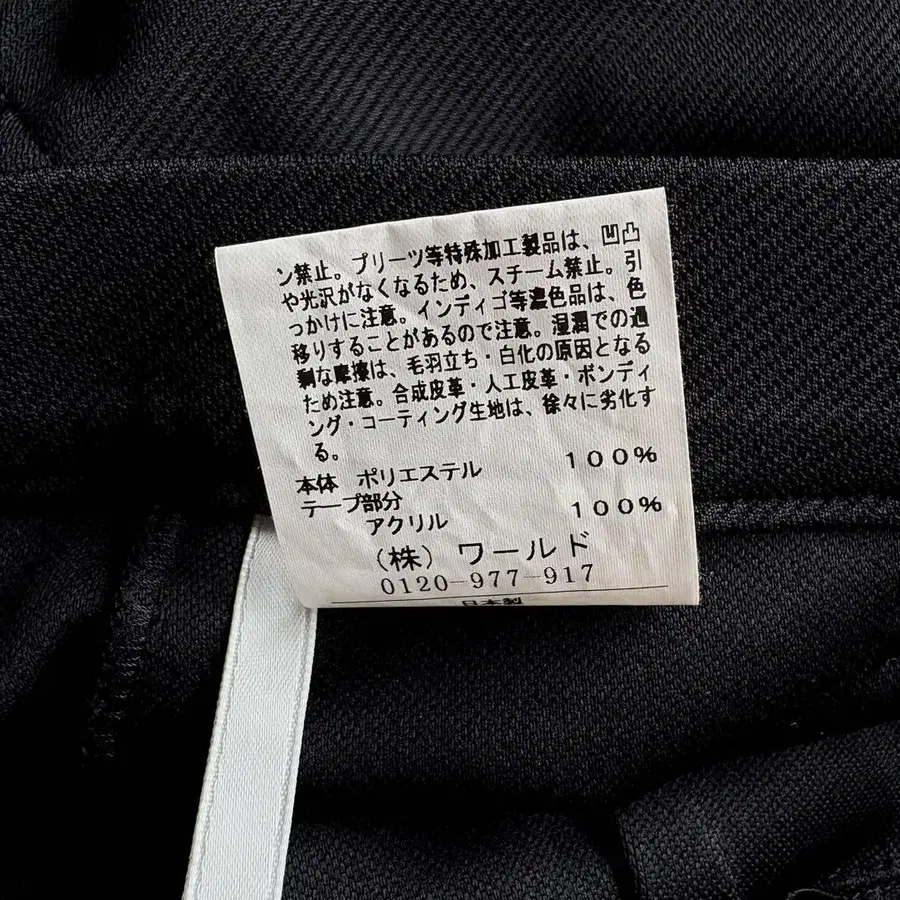 ン禁止。プリーツ等特殊加工製品は、凹凸
や光沢がなくなるため、スチーム禁止。引
っかけに注意。インディゴ等濃色品は、色
移りすることがあるので注意。湿潤での過
剰な摩擦は、毛羽立ち・白化の原因となる
ため注意。合成皮革・人工皮革・ボンディ
ング・コーティング生地は、徐々に劣化す
る。
本体 ポリエステル 100%
テープ部分
アクリル 100%
(株) ワールド
0120-977-917
日本製